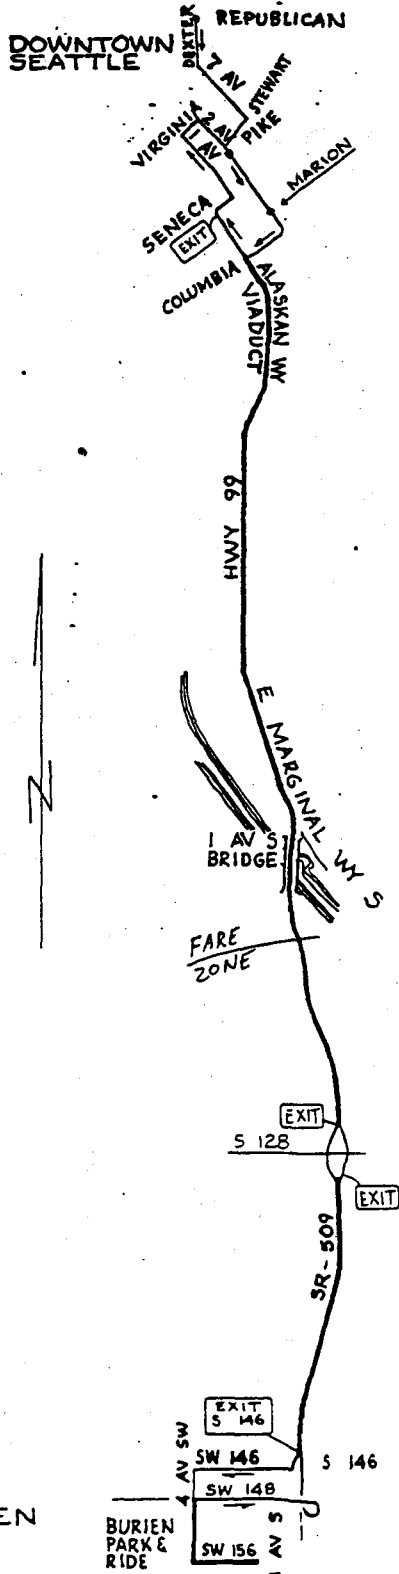 REPUBLICAN
DOWNTOWN
SEATTLE
DEXTER
7 AV
STEWART
VIRGINIA
2 AV
PIKE
1 AV
MARION
SENECA
EXIT
COLUMBIA
ALASKAN WY
VIADUCT
HWY 99
N
E MARGINAL WY S
1 AV S
BRIDGE
FARE
ZONE
EXIT
S 128
EXIT
SR-509
EXIT
S 146
4 AV SW
SW 146
S 146
SW 148
EN
BURIEN
PARK &
RIDE
1 AV S
SW 156